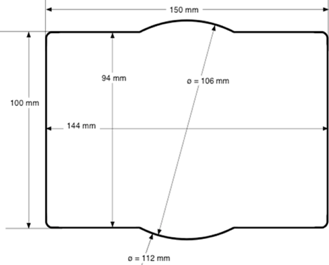 150 mm
94 mm
ø = 106 mm
100 mm
144 mm
ø = 112 mm